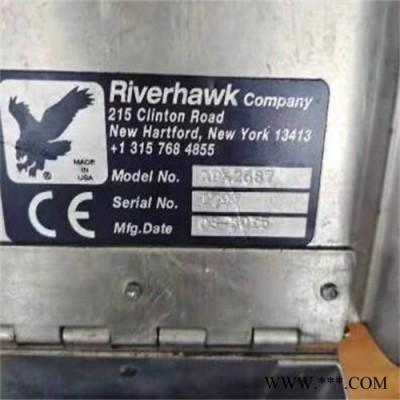 Riverhawk Company
215 Clinton Road
New Hartford, New York 13413
+1 315 768 4855
MADE
IN
USA
®
CE
Model No.
Serial No.
Mfg.Date
WWW.***.COM